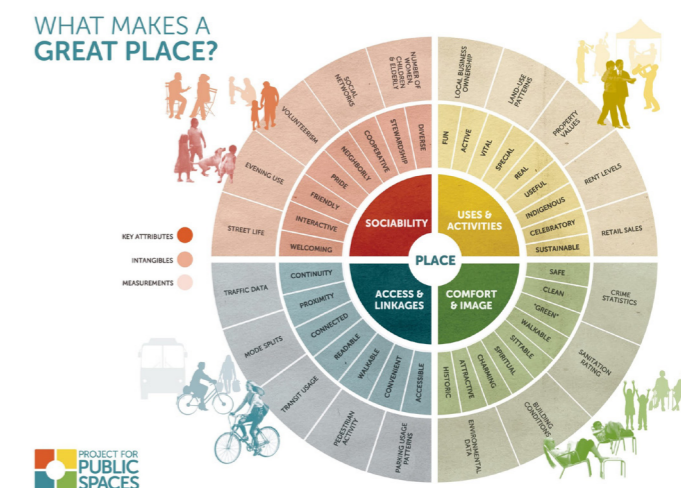 WHAT MAKES A
GREAT PLACE?
KEY ATTRIBUTES
INTANGIBLES
MEASUREMENTS
PLACE
SOCIABILITY
USES &
ACTIVITIES
ACCESS &
LINKAGES
COMFORT
& IMAGE
WELCOMING
INTERACTIVE
FRIENDLY
PRIDE
NEIGHBORLY
COOPERATIVE
STEWARDSHIP
DIVERSE
STREET LIFE
EVENING USE
VOLUNTEERISM
SOCIAL
NETWORKS
NUMBER OF
WOMEN,
CHILDREN
& ELDERLY
FUN
ACTIVE
VITAL
SPECIAL
REAL
USEFUL
INDIGENOUS
CELEBRATORY
SUSTAINABLE
LOCAL BUSINESS
OWNERSHIP
LAND-USE
PATTERNS
PROPERTY
VALUES
RENT LEVELS
RETAIL SALES
SAFE
CLEAN
"GREEN"
WALKABLE
SITTABLE
SPIRITUAL
CHARMING
ATTRACTIVE
HISTORIC
CRIME
STATISTICS
SANITATION
RATING
BUILDING
CONDITIONS
ENVIRONMENTAL
DATA
CONTINUITY
PROXIMITY
CONNECTED
READABLE
WALKABLE
CONVENIENT
ACCESSIBLE
TRAFFIC DATA
MODE SPLITS
TRANSIT USAGE
PEDESTRIAN
ACTIVITY
PARKING USAGE
PATTERNS
PROJECT FOR
PUBLIC
SPACES